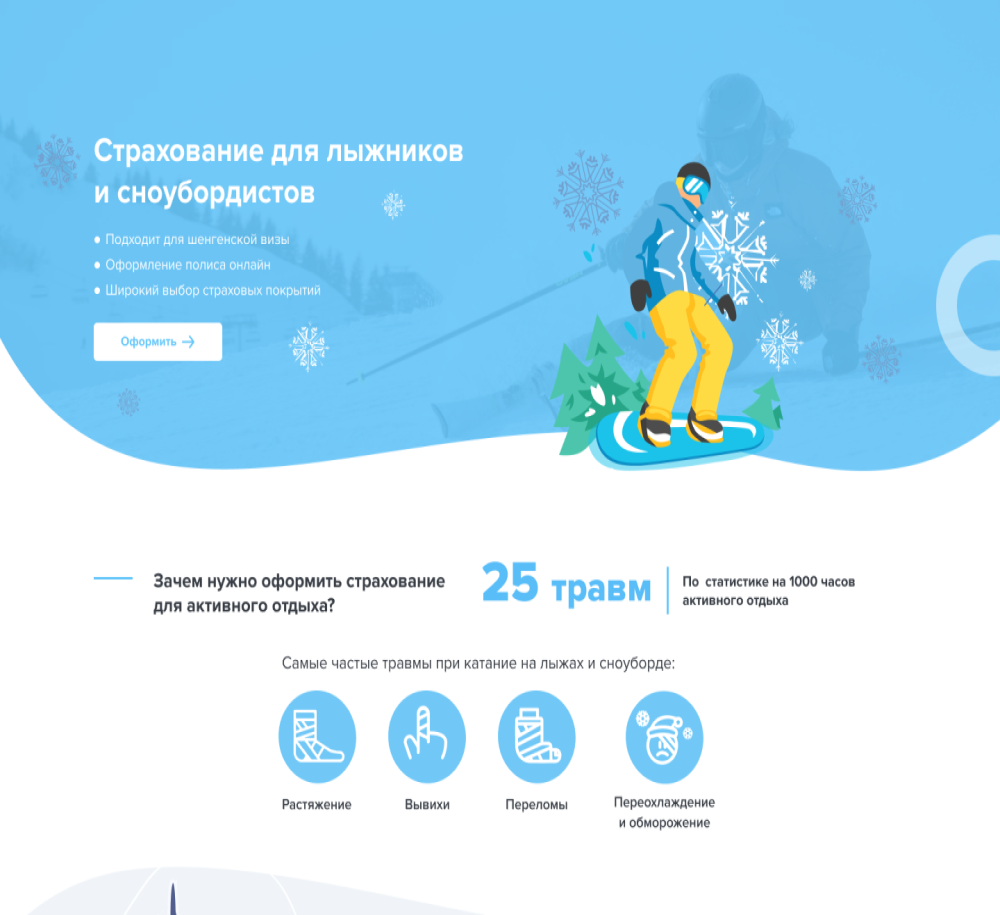 Страхование для лыжников
и сноубордистов
● Подходит для шенгенской визы
● Оформление полиса онлайн
● Широкий выбор страховых покрытий
Оформить →
Зачем нужно оформить страхование
для активного отдыха?
25 травм
По статистике на 1000 часов
активного отдыха
Самые частые травмы при катание на лыжах и сноуборде:
Растяжение
Вывихи
Переломы
Переохлаждение
и обморожение